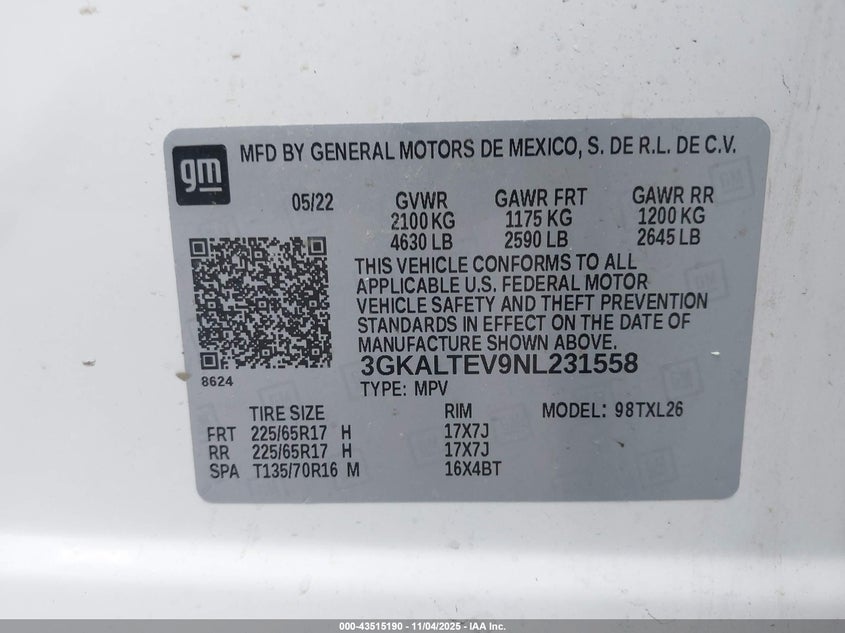 gm
MFD BY GENERAL MOTORS DE MEXICO, S. DE R.L. DE C.V.
05/22 GVWR GAWR FRT GAWR RR
2100 KG 1175 KG 1200 KG
4630 LB 2590 LB 2645 LB
THIS VEHICLE CONFORMS TO ALL
APPLICABLE U.S. FEDERAL MOTOR
VEHICLE SAFETY AND THEFT PREVENTION
STANDARDS IN EFFECT ON THE DATE OF
MANUFACTURE SHOWN ABOVE.
3GKALTEV9NL231558
8624
TYPE: MPV
TIRE SIZE RIM MODEL: 98TXL26
FRT 225/65R17 H 17X7J
RR 225/65R17 H 17X7J
SPA T135/70R16 M 16X4BT
000-43515190 - 11/04/2025 - IAA Inc.